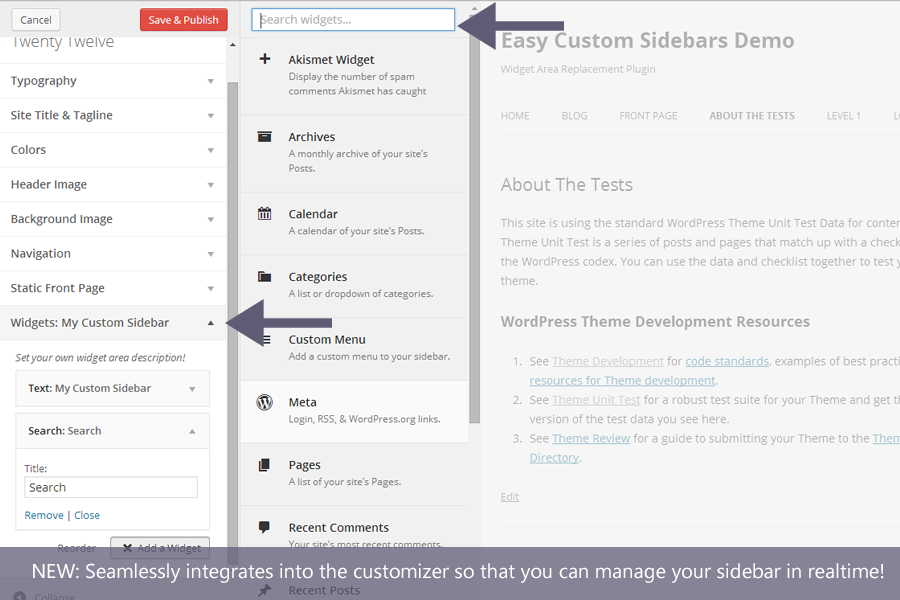 Cancel
Save & Publish
Twenty Twelve
Typography
Site Title & Tagline
Colors
Header Image
Background Image
Navigation
Static Front Page
Widgets: My Custom Sidebar
Set your own widget area description!
Text: My Custom Sidebar
Search: Search
Title:
Search
Remove | Close
Reorder
Add a Widget
Collapse
Search widgets...
Akismet Widget
Display the number of spam
comments Akismet has caught
Archives
A monthly archive of your site's
Posts.
Calendar
A calendar of your site's Posts.
Categories
A list or dropdown of categories.
Custom Menu
Add a custom menu to your sidebar.
Meta
Login, RSS, & WordPress.org links.
Pages
A list of your site's Pages.
Recent Comments
Your site's most recent comments.
Recent Posts
Easy Custom Sidebars Demo
Widget Area Replacement Plugin
HOME BLOG FRONT PAGE ABOUT THE TESTS LEVEL 1
About The Tests
This site is using the standard WordPress Theme Unit Test Data for
Theme Unit Test is a series of posts and pages that match up with a
the WordPress codex. You can use the data and checklist together to test
theme.
WordPress Theme Development Resources
1. See Theme Development for code standards, examples of best
resources for Theme development.
2. See Theme Unit Test for a robust test suite for your Theme and get
version of the test data you see here.
3. See Theme Review for a guide to submitting your Theme to the
Directory.
Edit
NEW: Seamlessly integrates into the customizer so that you can manage your sidebar in realtime!